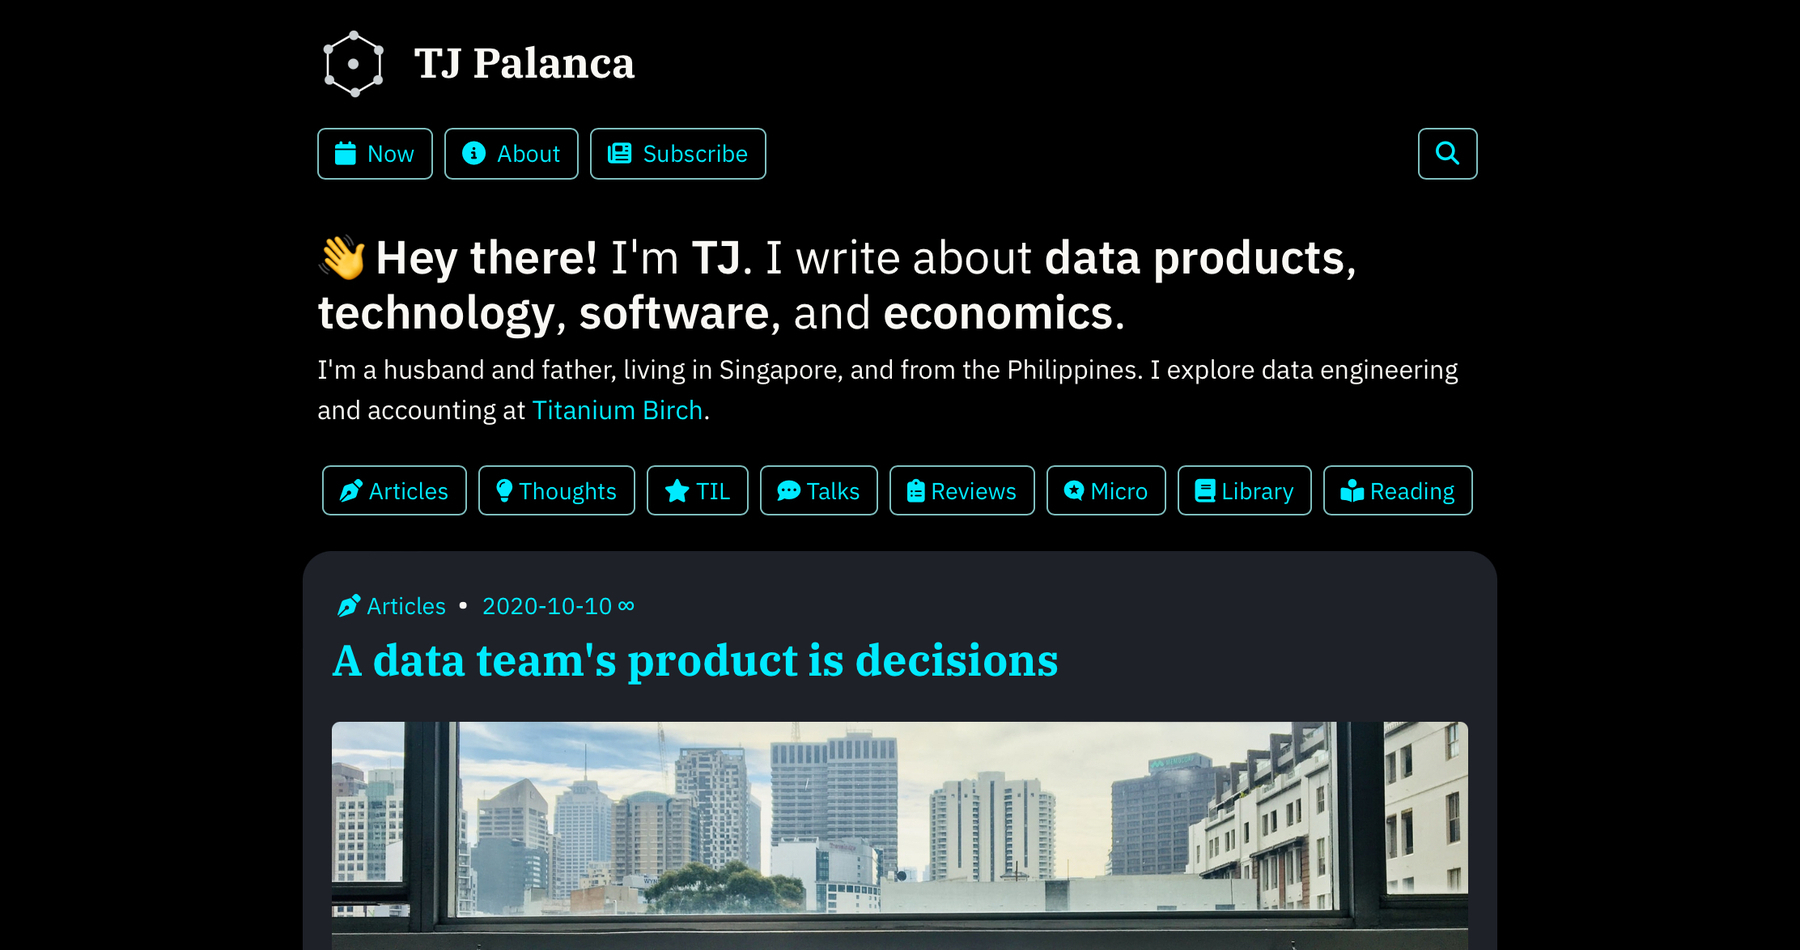 TJ Palanca
Now About Subscribe
👋 Hey there! I'm TJ. I write about data products,
technology, software, and economics.
I'm a husband and father, living in Singapore, and from the Philippines. I explore data engineering
and accounting at Titanium Birch.
Articles Thoughts TIL Talks Reviews Micro Library Reading
Articles • 2020-10-10 ∞
A data team's product is decisions